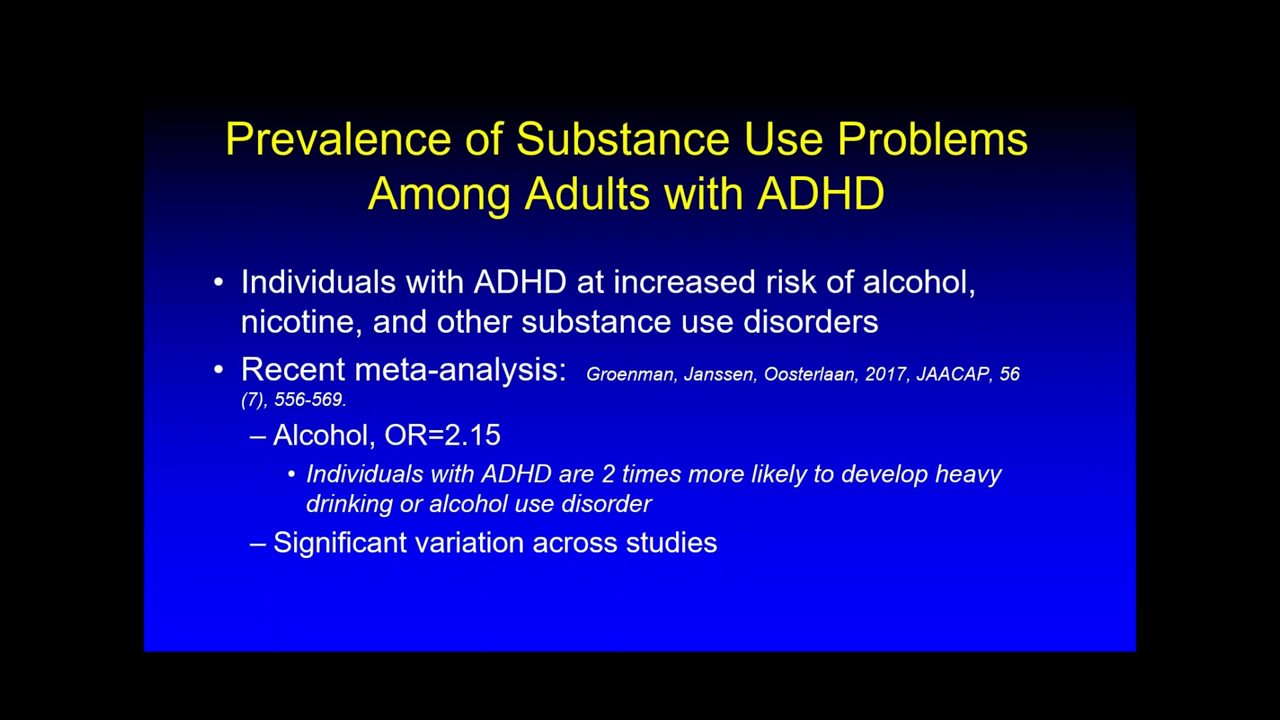 Prevalence of Substance Use Problems
Among Adults with ADHD
• Individuals with ADHD at increased risk of alcohol,
nicotine, and other substance use disorders
• Recent meta-analysis: Groenman, Janssen, Oosterlaan, 2017, JAACAP, 56
(7), 556-569.
– Alcohol, OR=2.15
• Individuals with ADHD are 2 times more likely to develop heavy
drinking or alcohol use disorder
– Significant variation across studies